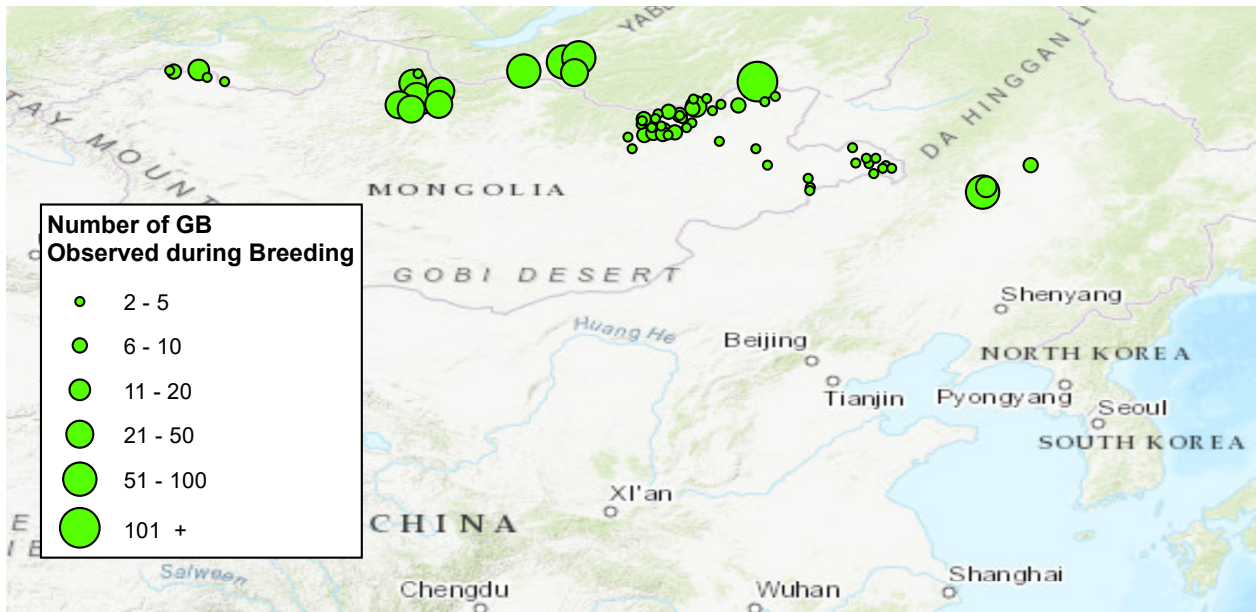 YABL
DA HINGGAN LI
TAY MOUNT
MONGOLIA
GOBI DESERT
Number of GB
Observed during Breeding
2 - 5
6 - 10
11 - 20
21 - 50
51 - 100
101 +
Huang He
Shenyang
Beijing
NORTH KOREA
Tianjin
Pyongyang
Seoul
SOUTH KOREA
XI'an
CHINA
Salween
Chengdu
Wuhan
Shanghai